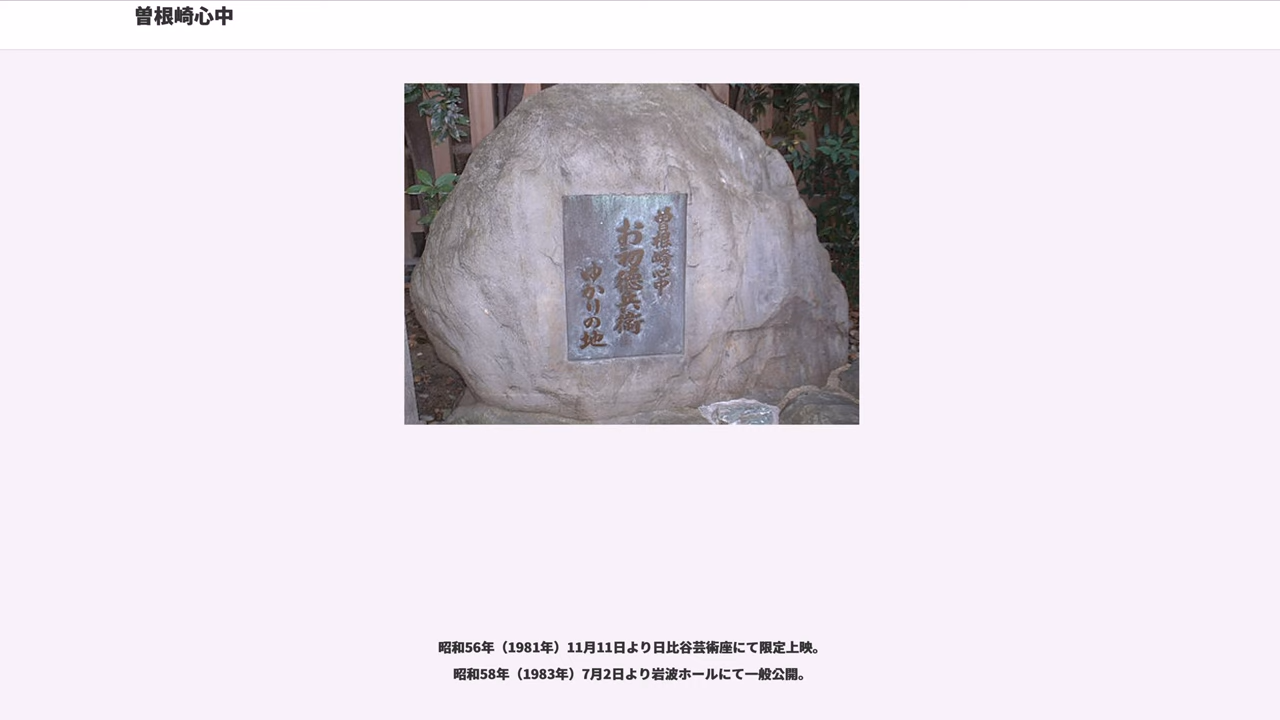 曽根崎心中
曽根崎心中
お初徳兵衛
ゆかりの地
昭和56年（1981年）11月11日より日比谷芸術座にて限定上映。
昭和58年（1983年）7月2日より岩波ホールにて一般公開。